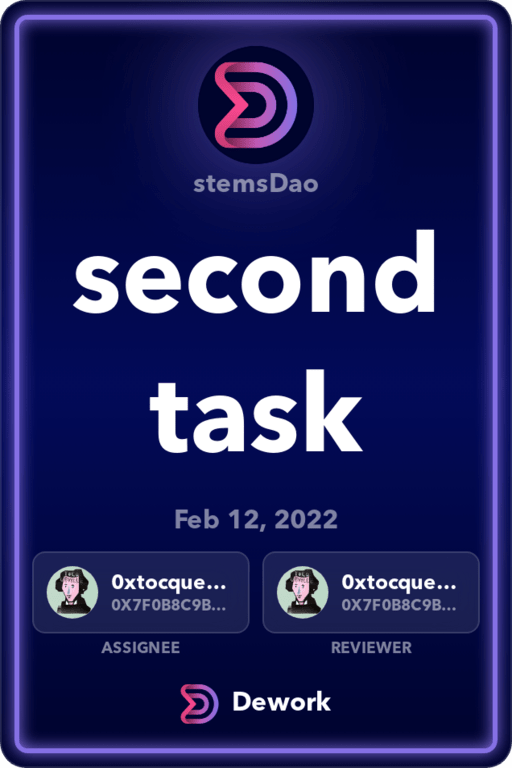 stemsDao
second
task
Feb 12, 2022
0xtocque... 0xtocque...
0X7F0B8C9B... 0X7F0B8C9B...
ASSIGNEE REVIEWER
Dework